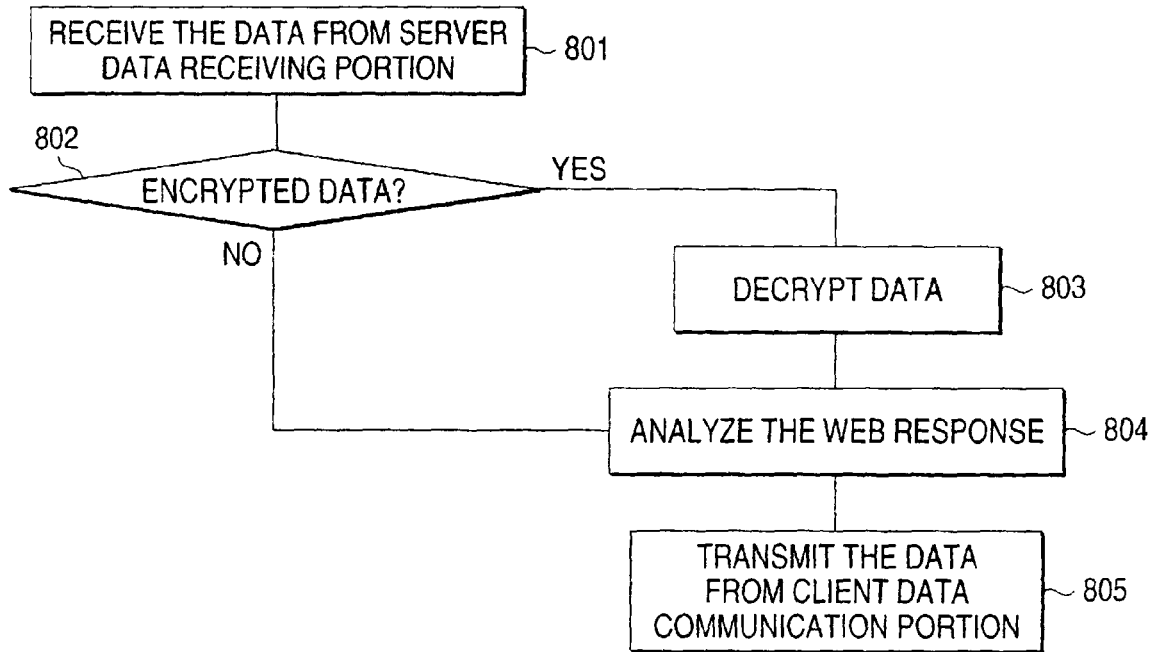 RECEIVE THE DATA FROM SERVER
DATA RECEIVING PORTION
801
802
ENCRYPTED DATA?
YES
NO
DECRYPT DATA
803
ANALYZE THE WEB RESPONSE
804
TRANSMIT THE DATA
FROM CLIENT DATA
COMMUNICATION PORTION
805